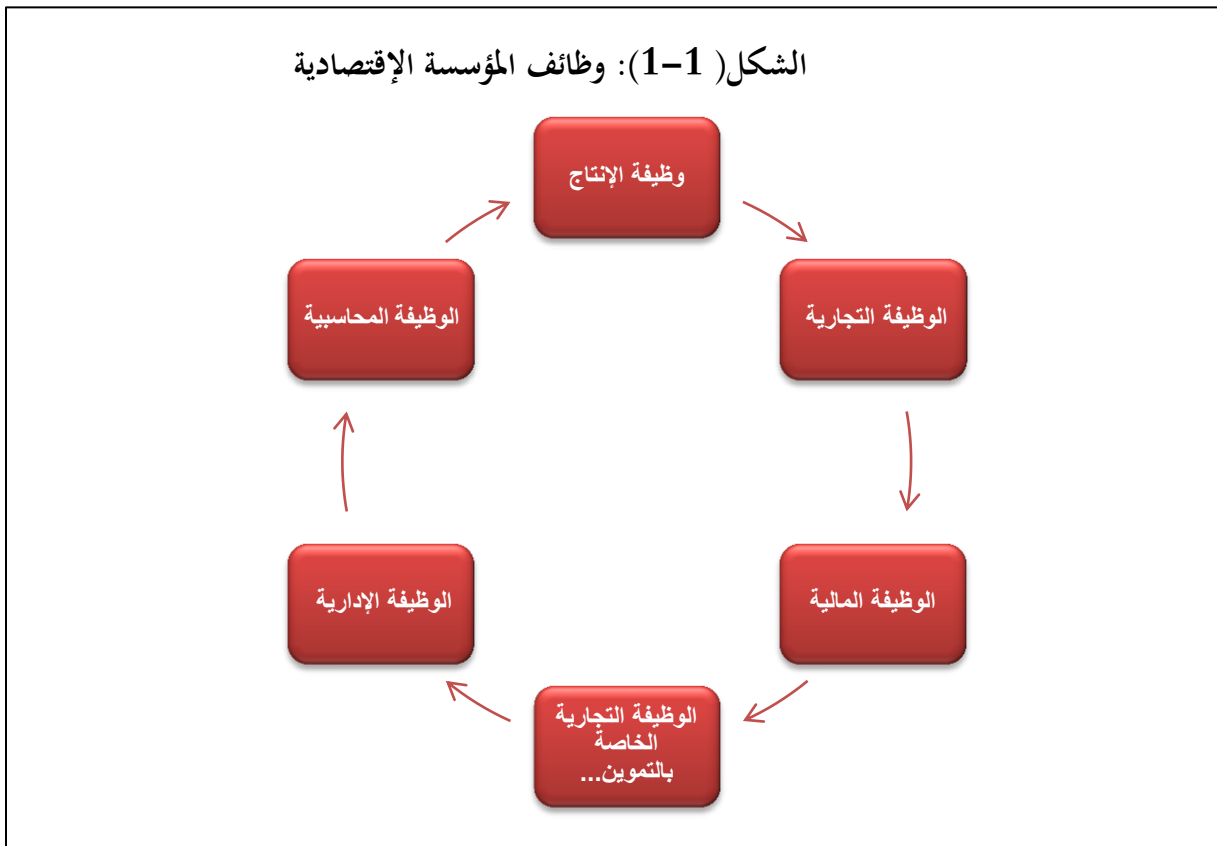 الشكل( 1–1): وظائف المؤسسة الإقتصادية
وظيفة الإنتاج
الوظيفة التجارية
الوظيفة المالية
الوظيفة التجارية
الخاصة
بالتموين...
الوظيفة الإدارية
الوظيفة المحاسبية